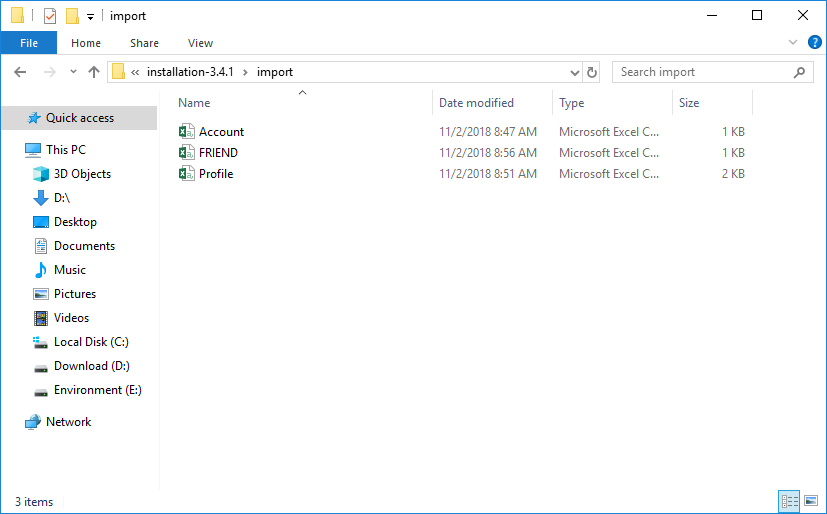 import
File Home Share View
« installation-3.4.1 › import Search import
Name Date modified Type Size
Quick access
This PC
3D Objects
D:\
Desktop
Documents
Music
Pictures
Videos
Local Disk (C:)
Download (D:)
Environment (E:)
Network
Account 11/2/2018 8:47 AM Microsoft Excel C... 1 KB
FRIEND 11/2/2018 8:56 AM Microsoft Excel C... 1 KB
Profile 11/2/2018 8:51 AM Microsoft Excel C... 2 KB
3 items